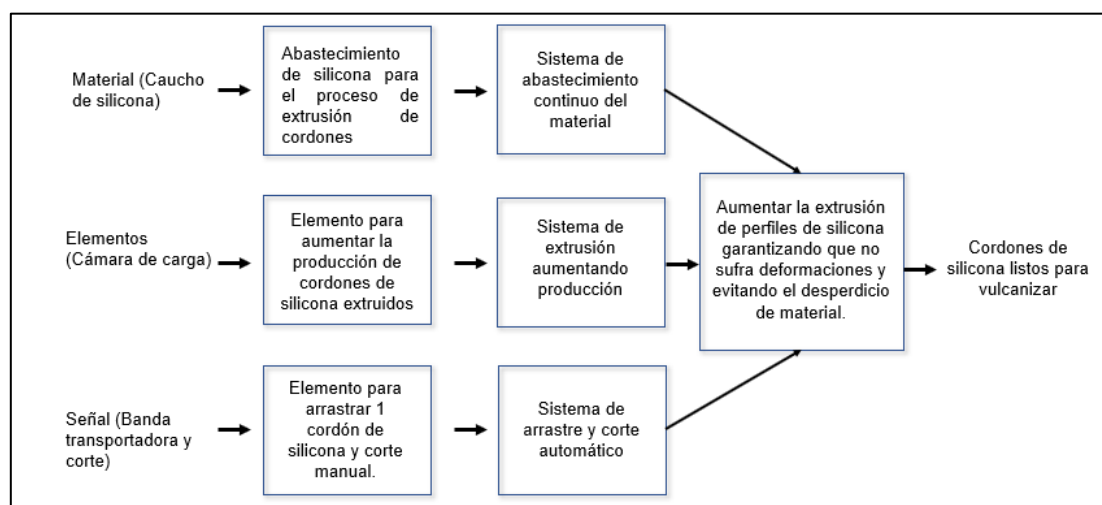 Material (Caucho
de silicona)
Abastecimiento
de silicona para
el proceso de
extrusión de
cordones
Sistema de
abastecimiento
continuo del
material
Elementos
(Cámara de carga)
Elemento para
aumentar la
producción de
cordones de
silicona extruidos
Sistema de
extrusión
aumentando
producción
Aumentar la extrusión
de perfiles de silicona
garantizando que no
sufra deformaciones y
evitando el desperdicio
de material.
Cordones de
silicona listos para
vulcanizar
Señal (Banda
transportadora y
corte)
Elemento para
arrastrar 1
cordón de
silicona y corte
manual.
Sistema de
arrastre y corte
automático